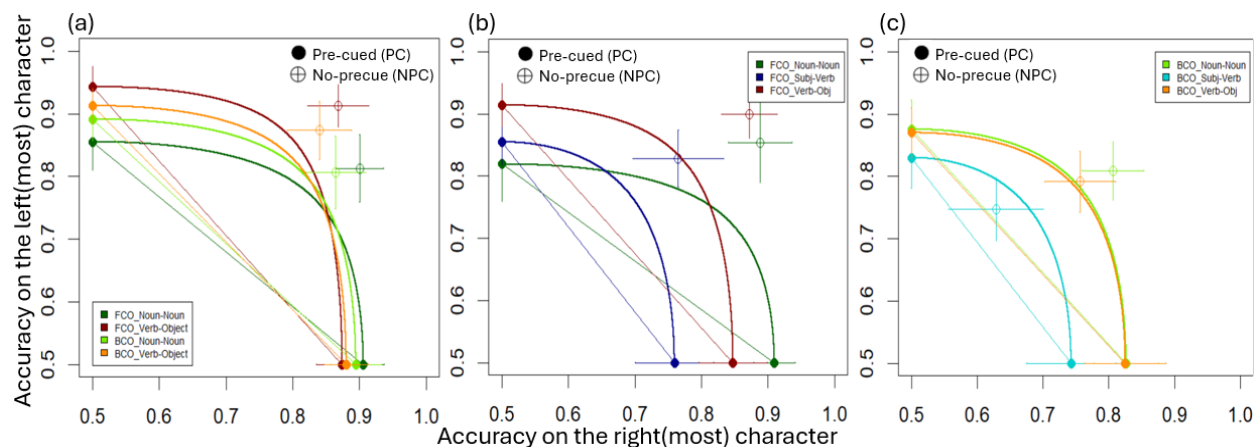 (a)
(b)
(c)
Accuracy on the left(most) character
1.0
0.9
0.8
0.7
0.6
0.5
Pre-cued (PC)
No-precue (NPC)
FCO_Noun-Noun
FCO_Verb-Object
BCO_Noun-Noun
BCO_Verb-Object
0.5 0.6 0.7 0.8 0.9 1.0
1.0
0.9
0.8
0.7
0.6
0.5
Pre-cued (PC)
No-precue (NPC)
FCO_Noun-Noun
FCO_Subj-Verb
FCO_Verb-Obj
0.5 0.6 0.7 0.8 0.9 1.0
1.0
0.9
0.8
0.7
0.6
0.5
Pre-cued (PC)
No-precue (NPC)
BCO_Noun-Noun
BCO_Subj-Verb
BCO_Verb-Obj
0.5 0.6 0.7 0.8 0.9 1.0
Accuracy on the right(most) character